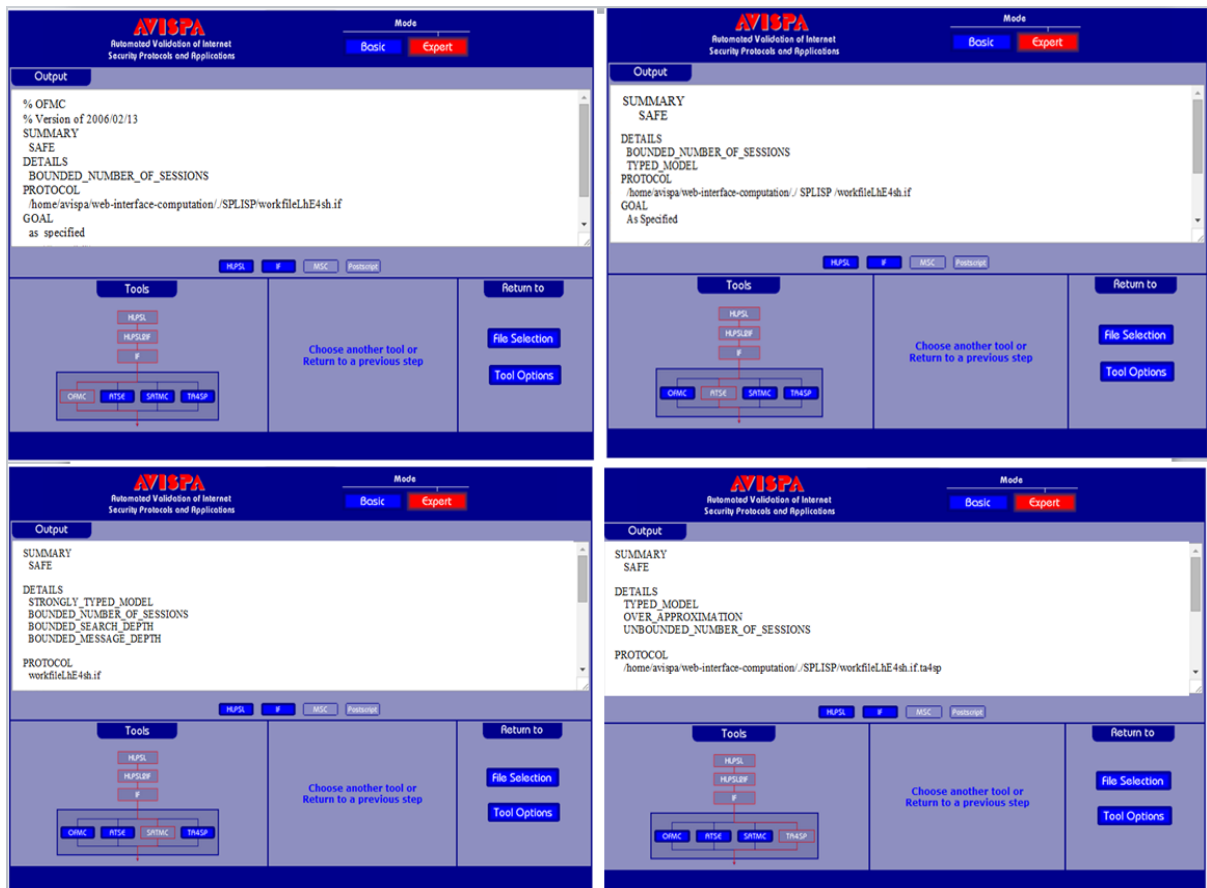 AVISPA
Automated Validation of Internet
Security Protocols and Applications
Mode
Basic
Expert
Output
% OFMC
% Version of 2006/02/13
SUMMARY
SAFE
DETAILS
BOUNDED_NUMBER_OF_SESSIONS
PROTOCOL
/home/avispa/web-interface-computation/./SPLISP/workfileLhE4sh.if
GOAL
as specified
HLPSL
IF
MSC
Postscript
Tools
HLPSL
HLPSL2IF
IF
OFMC
ATSE
SATMC
TA4SP
Choose another tool or
Return to a previous step
Return to
File Selection
Tool Options
AVISPA
Automated Validation of Internet
Security Protocols and Applications
Mode
Basic
Expert
Output
SUMMARY
SAFE
DETAILS
BOUNDED_NUMBER_OF_SESSIONS
TYPED_MODEL
PROTOCOL
/home/avispa/web-interface-computation/./ SPLISP /workfileLhE4sh.if
GOAL
As Specified
HLPSL
IF
MSC
Postscript
Tools
HLPSL
HLPSL2IF
IF
OFMC
ATSE
SATMC
TA4SP
Choose another tool or
Return to a previous step
Return to
File Selection
Tool Options
AVISPA
Automated Validation of Internet
Security Protocols and Applications
Mode
Basic
Expert
Output
SUMMARY
SAFE
DETAILS
STRONGLY_TYPED_MODEL
BOUNDED_NUMBER_OF_SESSIONS
BOUNDED_SEARCH_DEPTH
BOUNDED_MESSAGE_DEPTH
PROTOCOL
workfileLhE4sh.if
HLPSL
IF
MSC
Postscript
Tools
HLPSL
HLPSL2IF
IF
OFMC
ATSE
SATMC
TA4SP
Choose another tool or
Return to a previous step
Return to
File Selection
Tool Options
AVISPA
Automated Validation of Internet
Security Protocols and Applications
Mode
Basic
Expert
Output
SUMMARY
SAFE
DETAILS
TYPED_MODEL
OVER_APPROXIMATION
UNBOUNDED_NUMBER_OF_SESSIONS
PROTOCOL
/home/avispa/web-interface-computation/./SPLISP/workfileLhE4sh.if.ta4sp
HLPSL
IF
MSC
Postscript
Tools
HLPSL
HLPSL2IF
IF
OFMC
ATSE
SATMC
TA4SP
Choose another tool or
Return to a previous step
Return to
File Selection
Tool Options